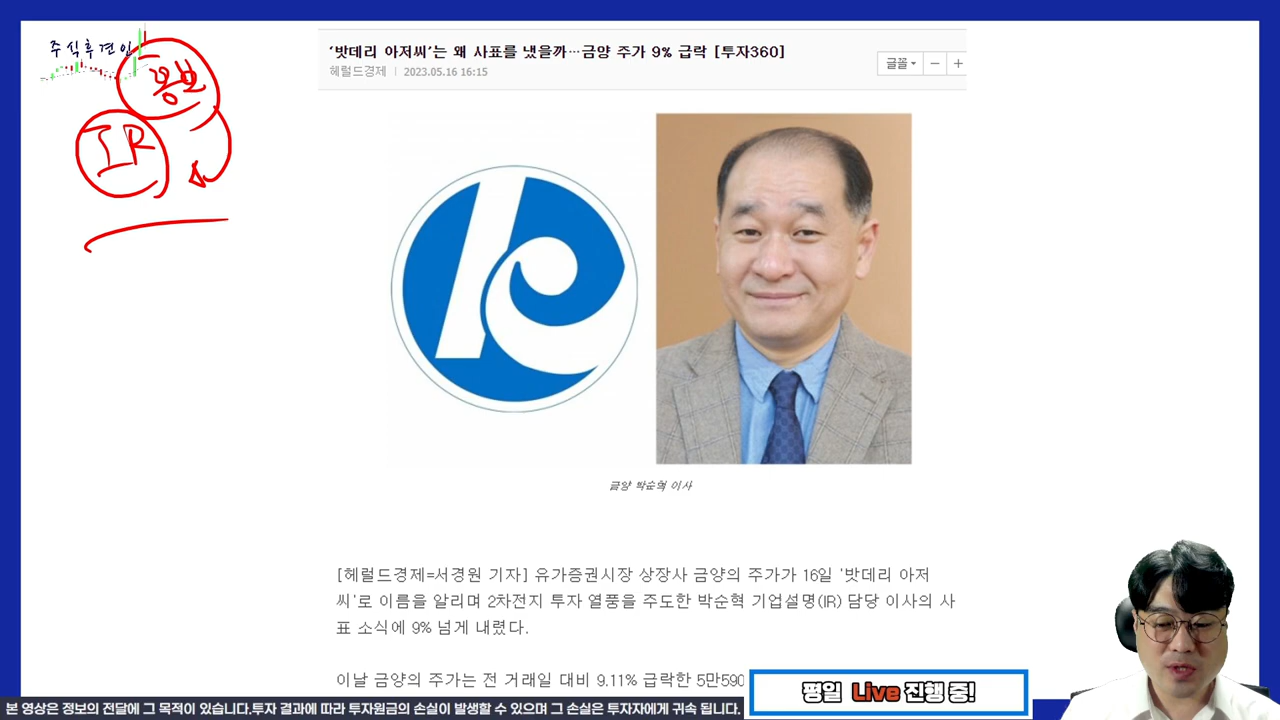 주식후견인
홍보
IR
'밧데리 아저씨'는 왜 사표를 냈을까…금양 주가 9% 급락 [투자360]
헤럴드경제 | 2023.05.16 16:15
글꼴 - +
금양 박순혁 이사
[헤럴드경제=서경원 기자] 유가증권시장 상장사 금양의 주가가 16일 '밧데리 아저
씨'로 이름을 알리며 2차전지 투자 열풍을 주도한 박순혁 기업설명(IR) 담당 이사의 사
표 소식에 9% 넘게 내렸다.
이날 금양의 주가는 전 거래일 대비 9.11% 급락한 5만590
평일 Live 진행 중!
본 영상은 정보의 전달에 그 목적이 있습니다.투자 결과에 따라 투자원금의 손실이 발생할 수 있으며 그 손실은 투자자에게 귀속 됩니다.